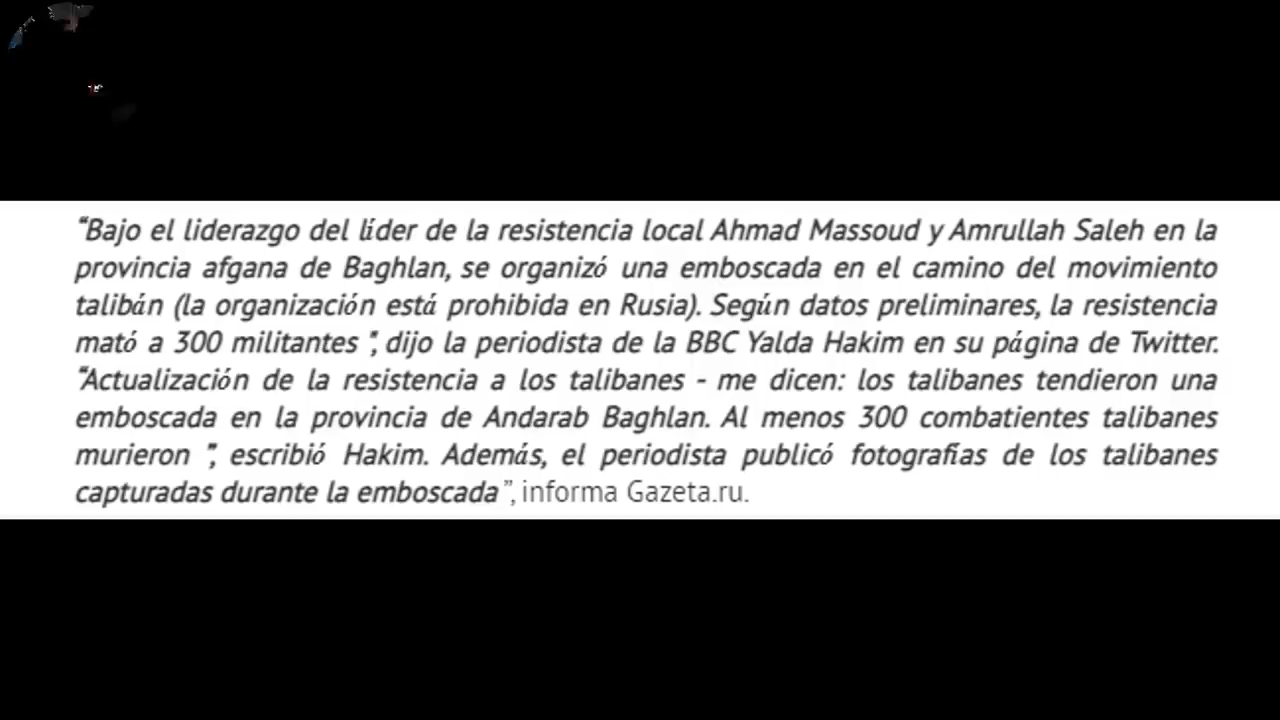 “Bajo el liderazgo del líder de la resistencia local Ahmad Massoud y Amrullah Saleh en la
provincia afgana de Baghlan, se organizó una emboscada en el camino del movimiento
talibán (la organización está prohibida en Rusia). Según datos preliminares, la resistencia
mató a 300 militantes ”, dijo la periodista de la BBC Yalda Hakim en su página de Twitter.
“Actualización de la resistencia a los talibanes - me dicen: los talibanes tendieron una
emboscada en la provincia de Andarab Baghlan. Al menos 300 combatientes talibanes
murieron ”, escribió Hakim. Además, el periodista publicó fotografías de los talibanes
capturadas durante la emboscada”, informa Gazeta.ru.